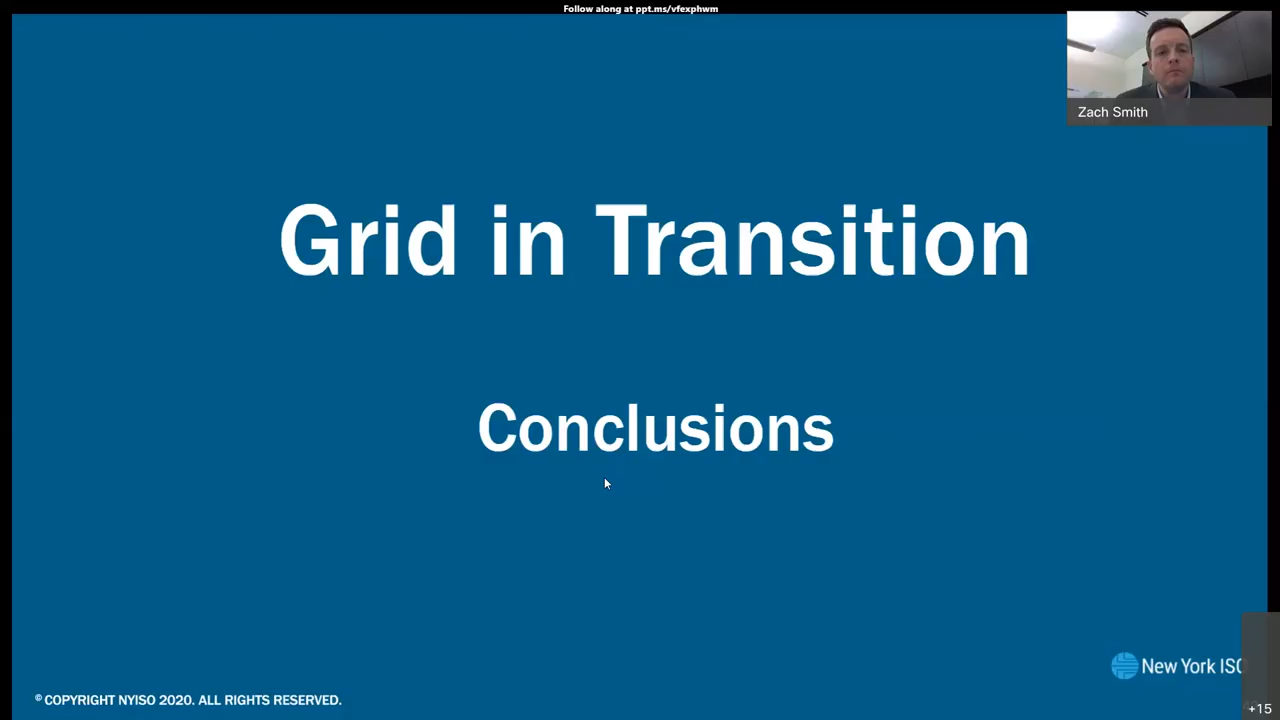 Follow along at ppt.ms/vfexphwm
Zach Smith
Grid in Transition
Conclusions
New York ISO
© COPYRIGHT NYISO 2020. ALL RIGHTS RESERVED.
+15